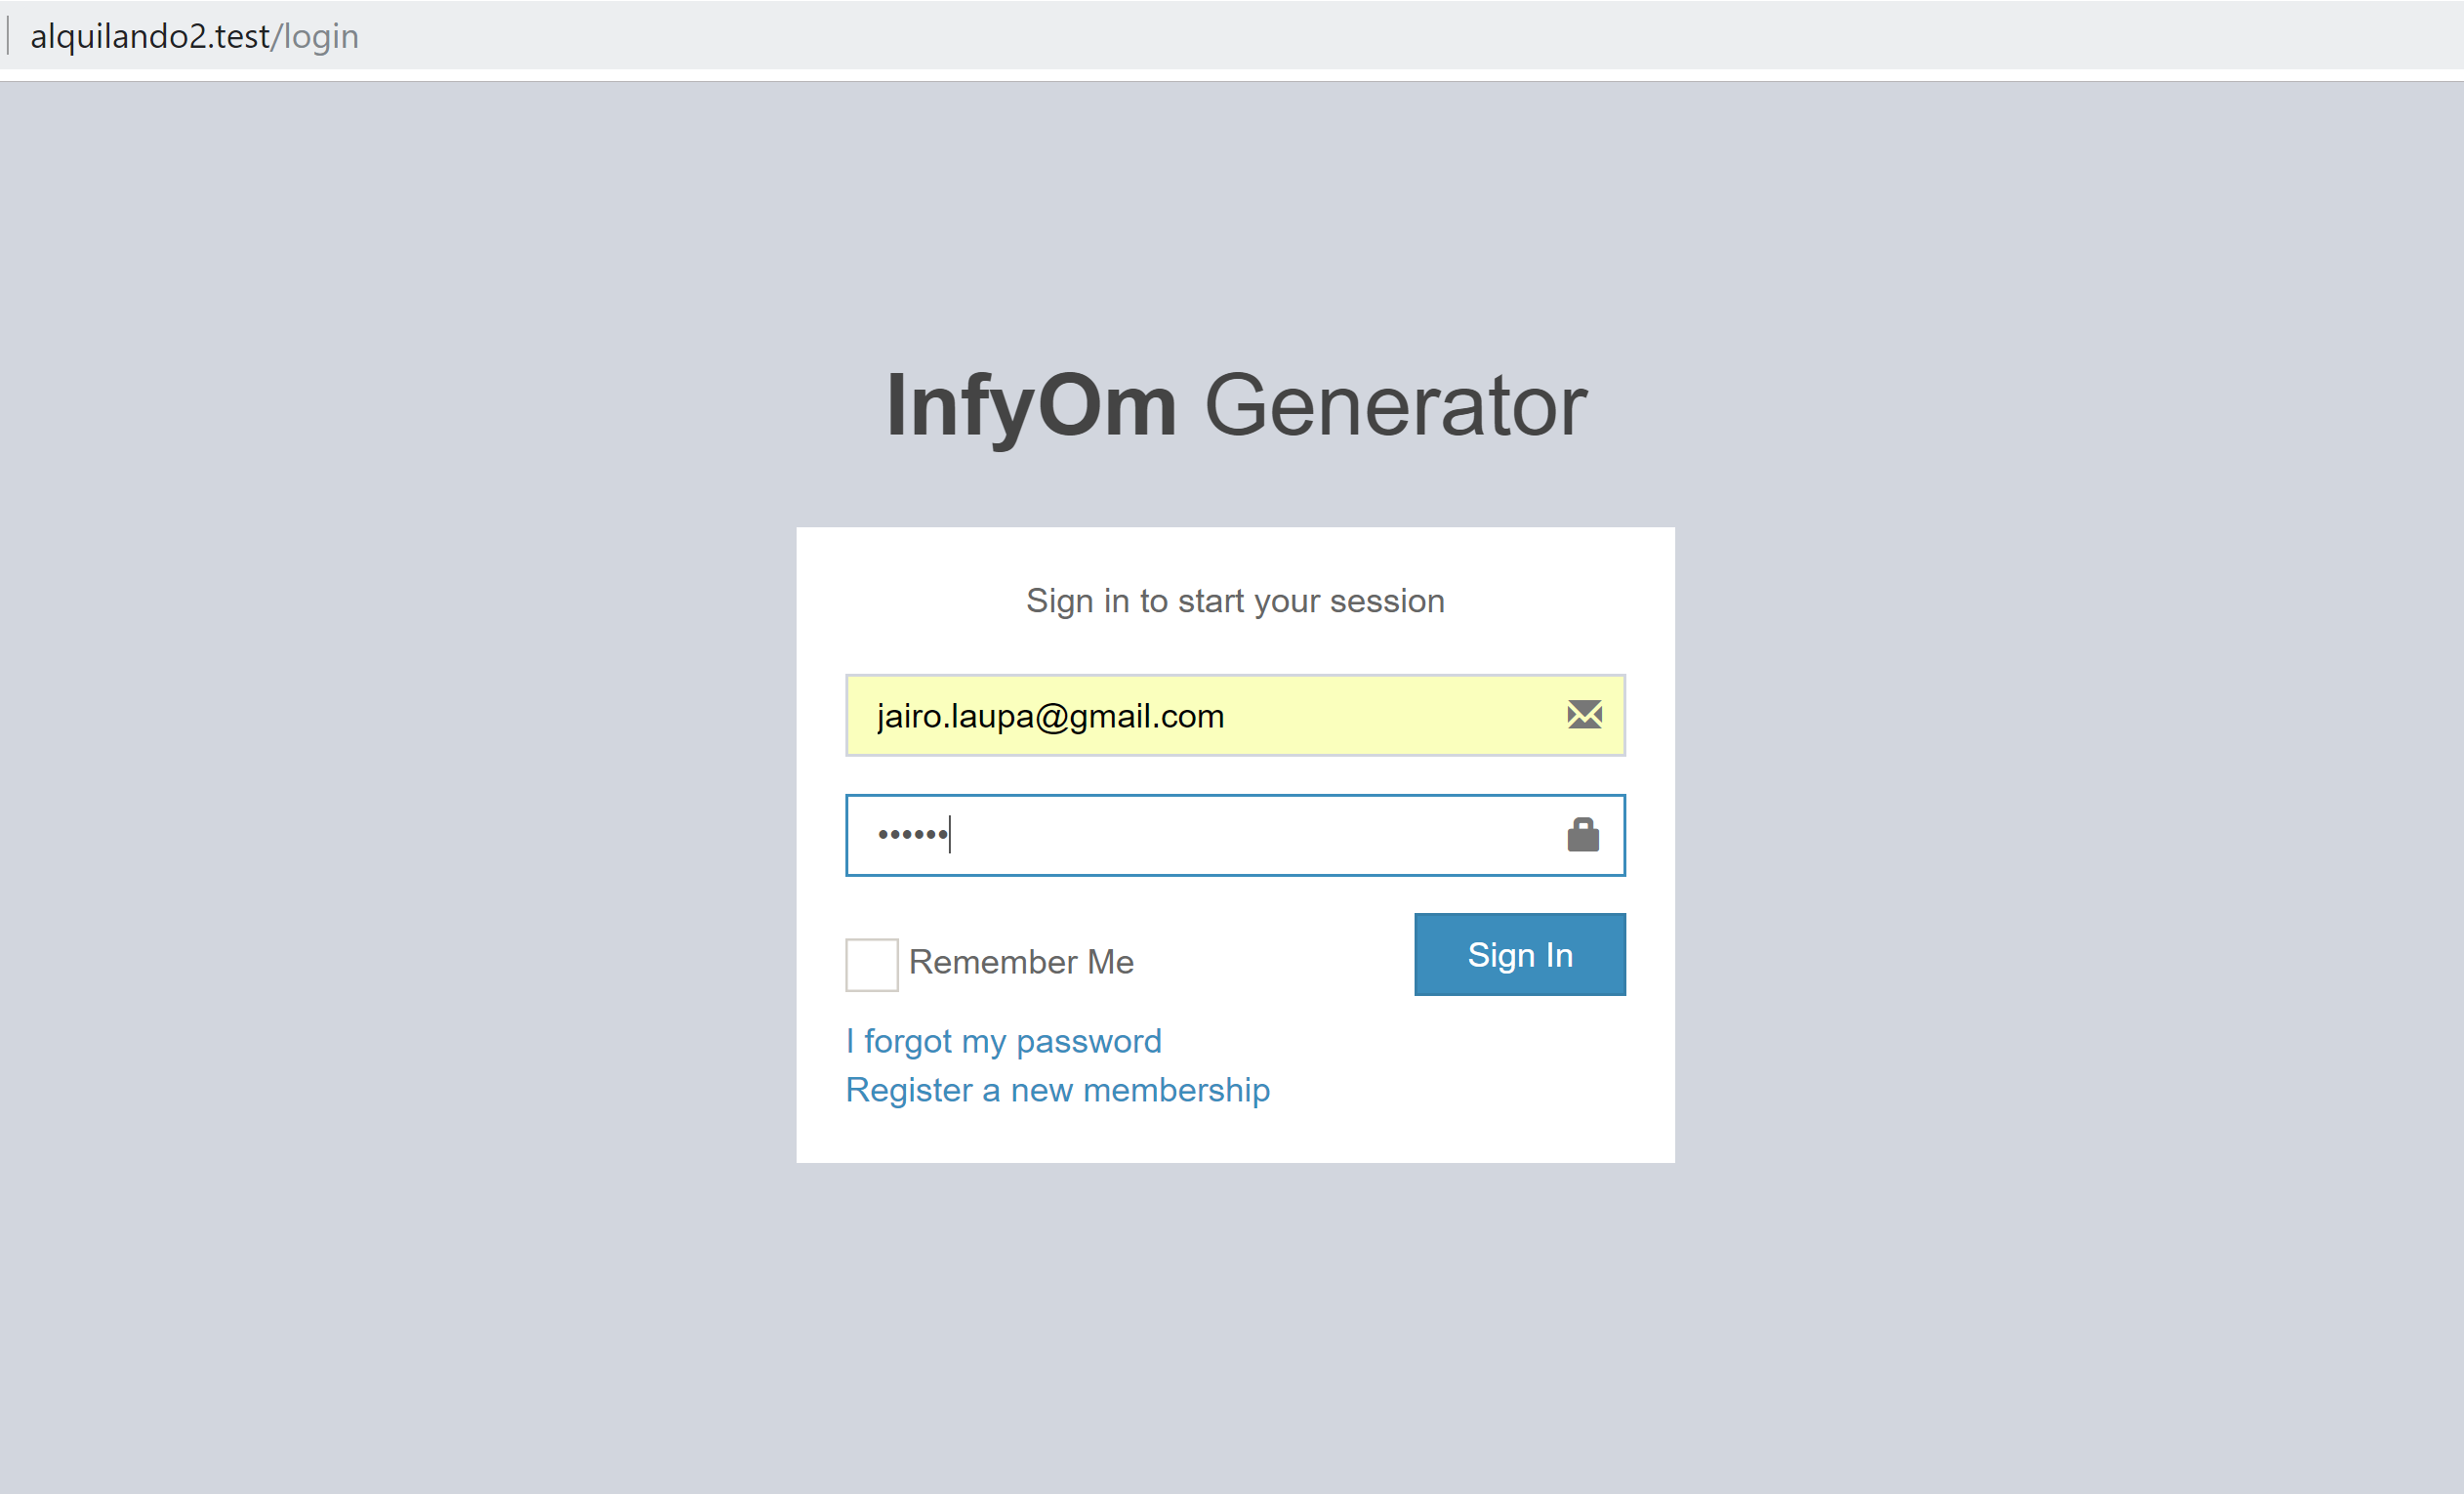 alquilando2.test/login
InfyOm Generator
Sign in to start your session
jairo.laupa@gmail.com
••••••
Remember Me
Sign In
I forgot my password
Register a new membership